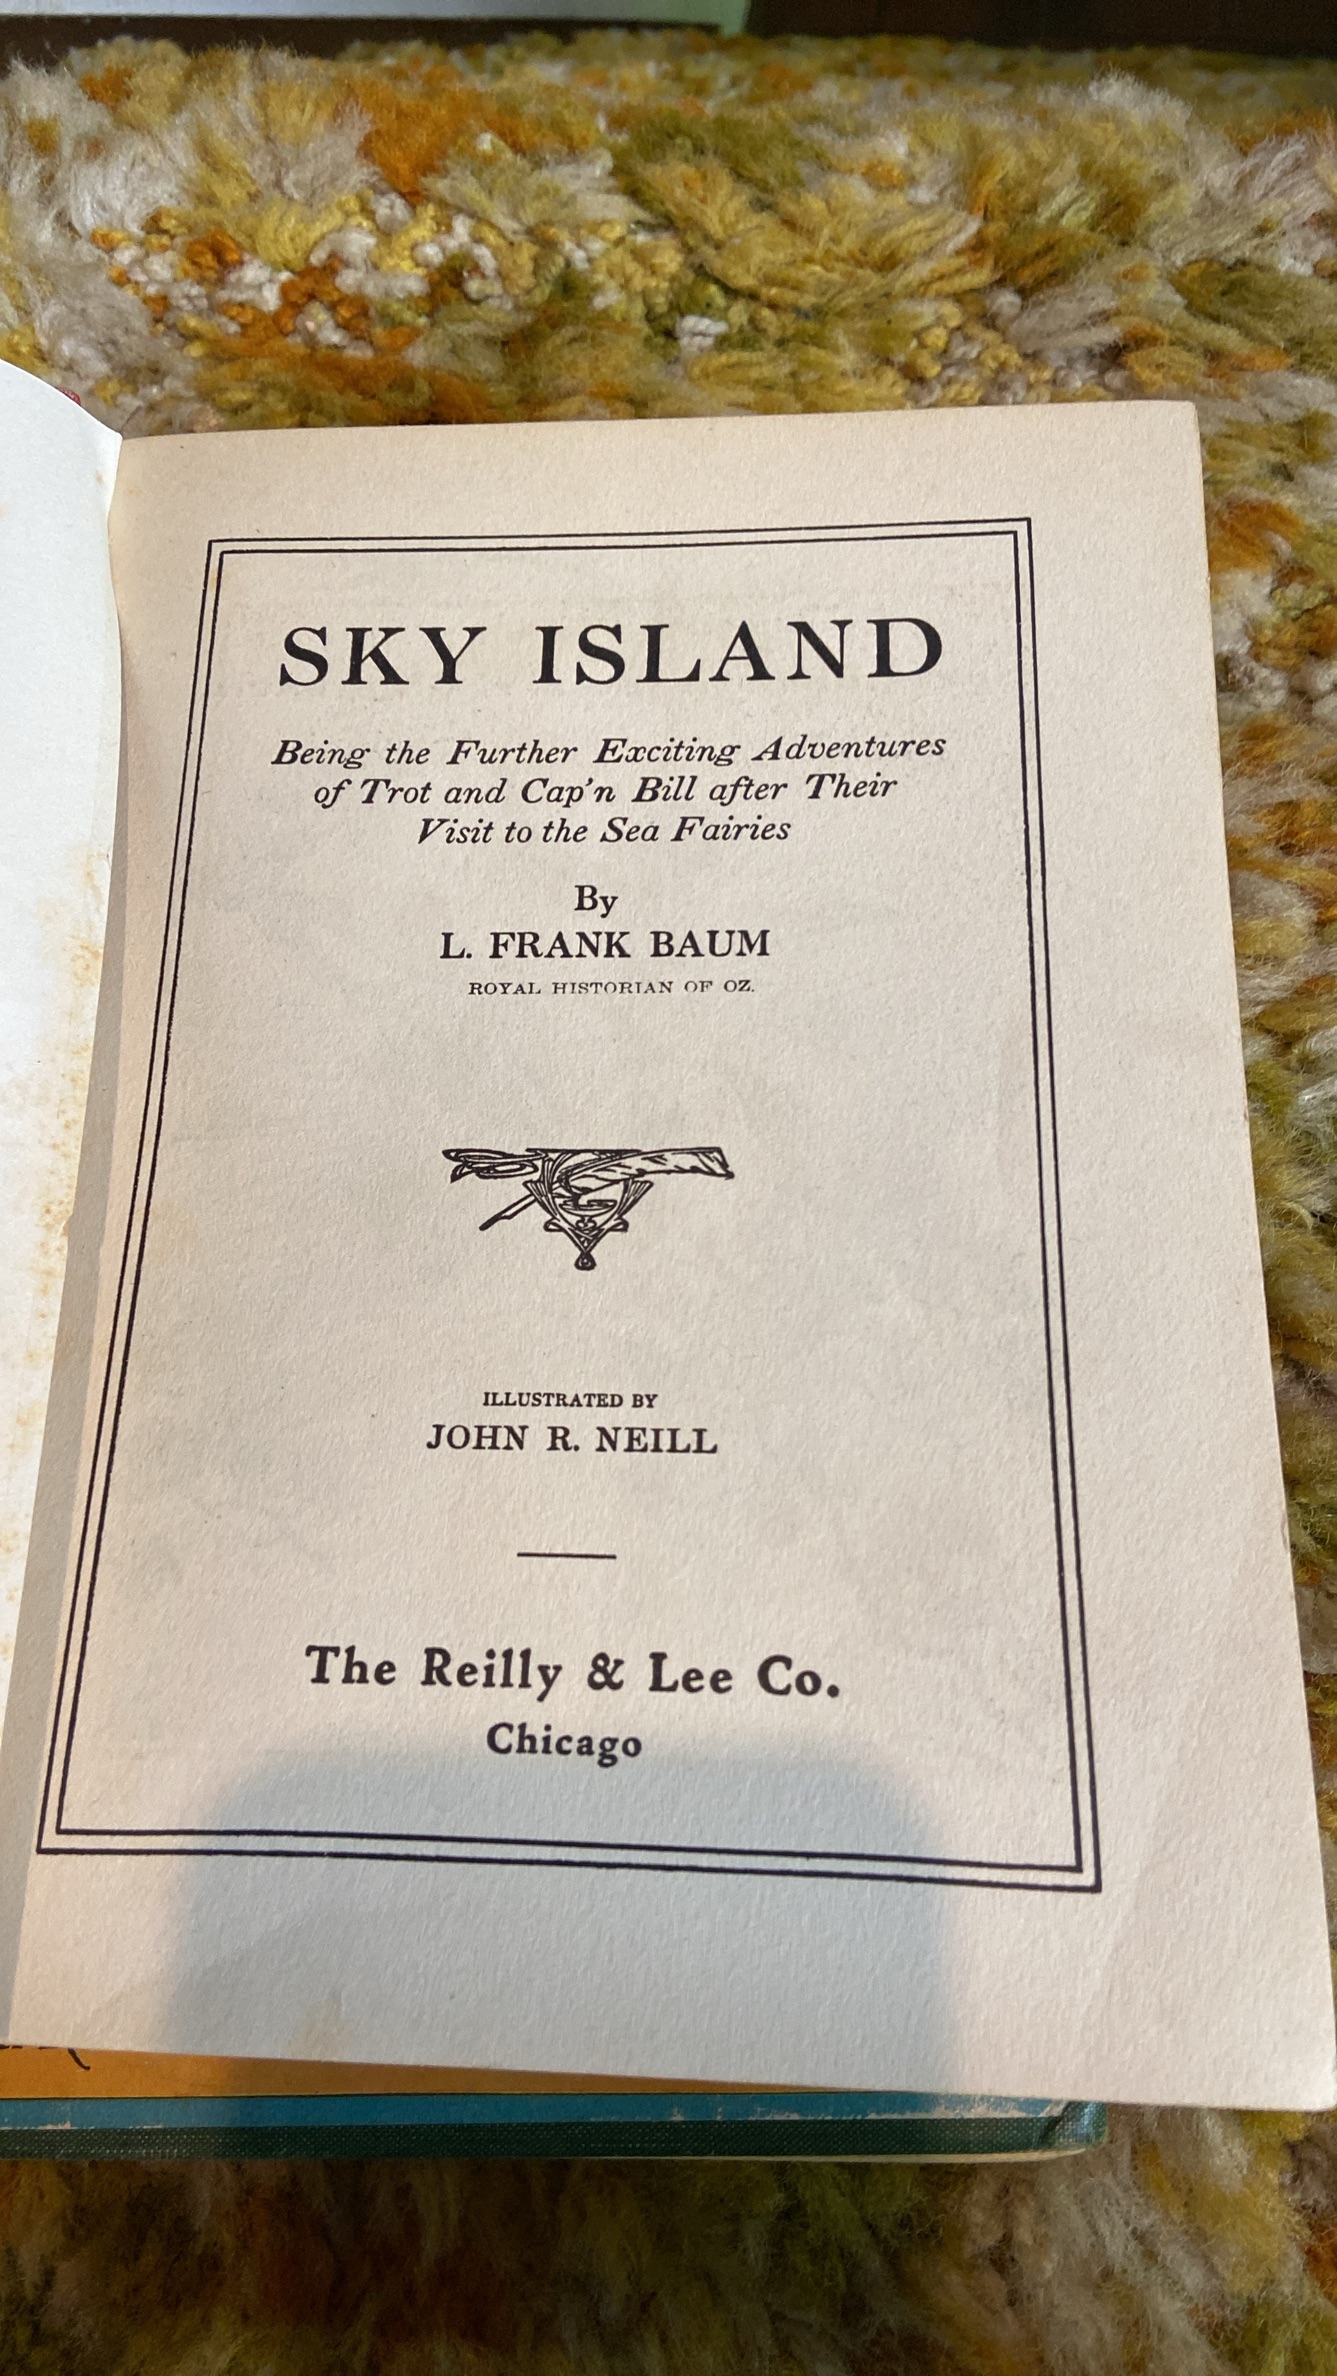 SKY ISLAND
Being the Further Exciting Adventures
of Trot and Cap'n Bill after Their
Visit to the Sea Fairies
By
L. FRANK BAUM
ROYAL HISTORIAN OF OZ.
ILLUSTRATED BY
JOHN R. NEILL
The Reilly & Lee Co.
Chicago